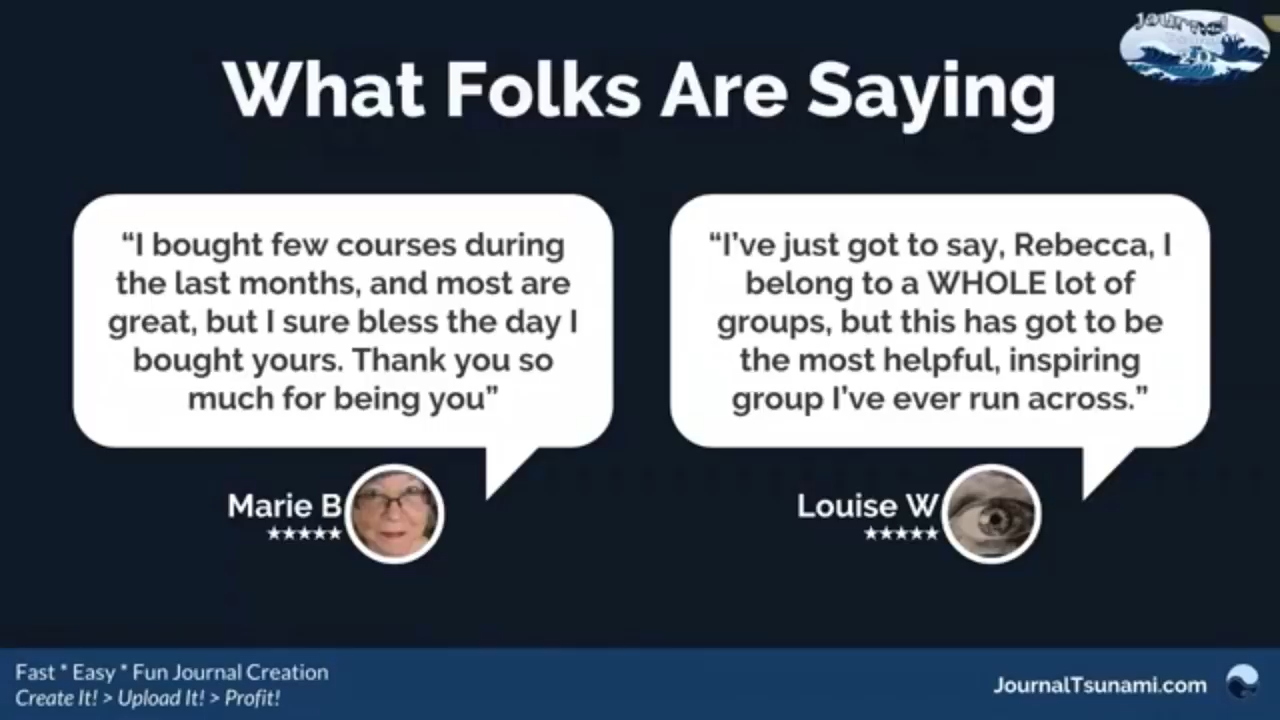 Journal
2.0
What Folks Are Saying
“I bought few courses during
the last months, and most are
great, but I sure bless the day I
bought yours. Thank you so
much for being you”
“I’ve just got to say, Rebecca, I
belong to a WHOLE lot of
groups, but this has got to be
the most helpful, inspiring
group I’ve ever run across.”
Marie B
★★★★★
Louise W
★★★★★
Fast * Easy * Fun Journal Creation
Create It! > Upload It! > Profit!
JournalTsunami.com